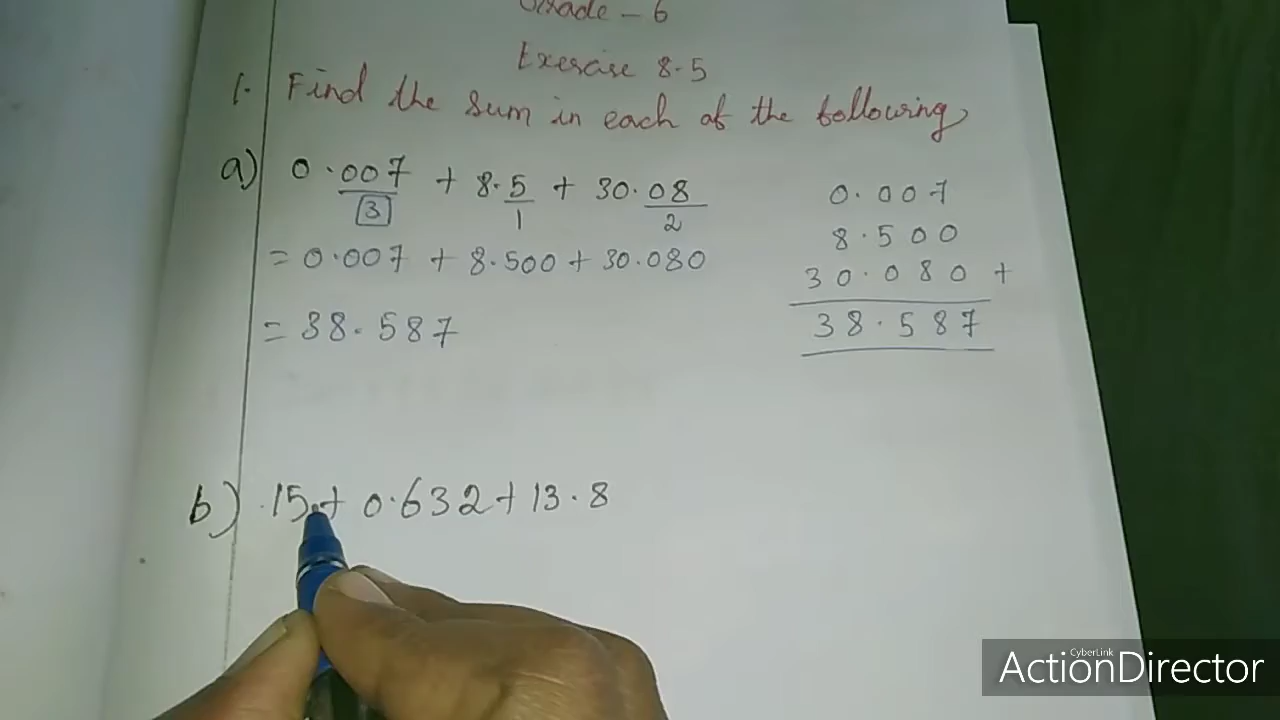 Grade - 6
Exercise 8.5
1. Find the sum in each of the following
a) 0.007 + 8.5 + 30.08
3 1 2
= 0.007 + 8.500 + 30.080
= 38.587
0.007
8.500
30.080 +
38.587
b) 15 + 0.632 + 13.8
CyberLink
ActionDirector